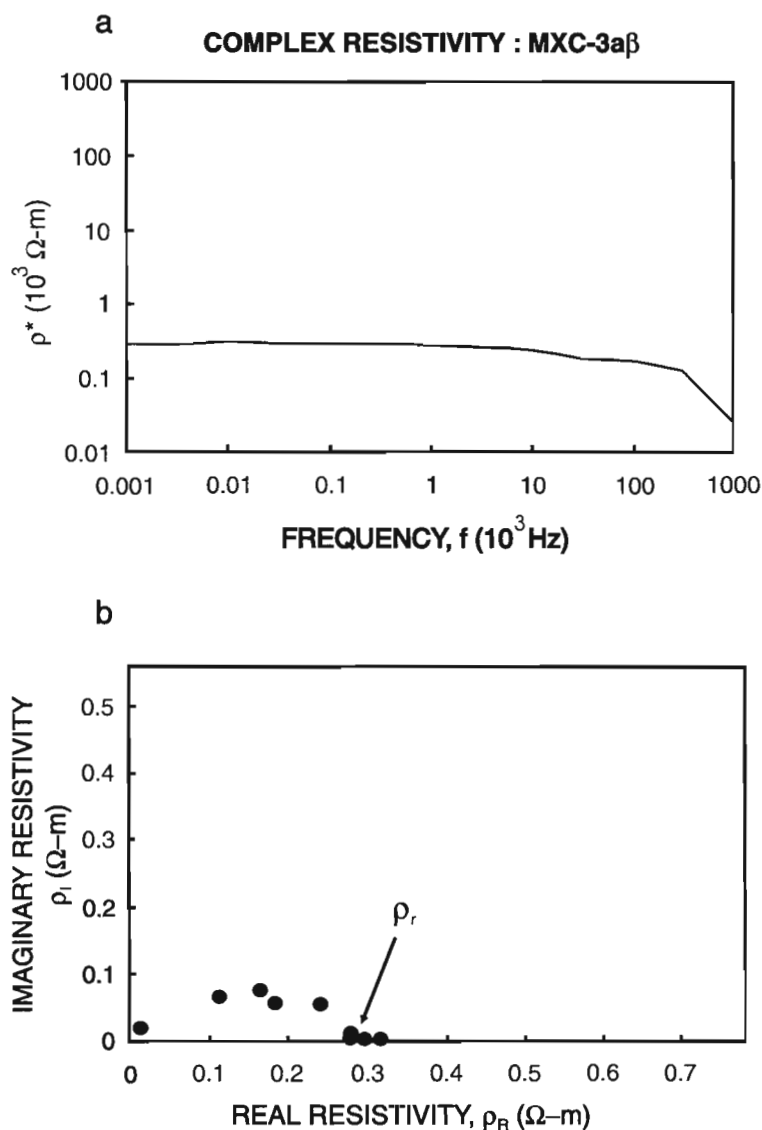 a
COMPLEX RESISTIVITY : MXC-3aβ
1000
100
10
1
0.1
0.01
ρ* (10³ Ω-m)
0.001 0.01 0.1 1 10 100 1000
FREQUENCY, f (10³ Hz)
b
IMAGINARY RESISTIVITY
ρI (Ω–m)
0.5
0.4
0.3
0.2
0.1
0
ρr
0 0.1 0.2 0.3 0.4 0.5 0.6 0.7
REAL RESISTIVITY, ρR (Ω–m)